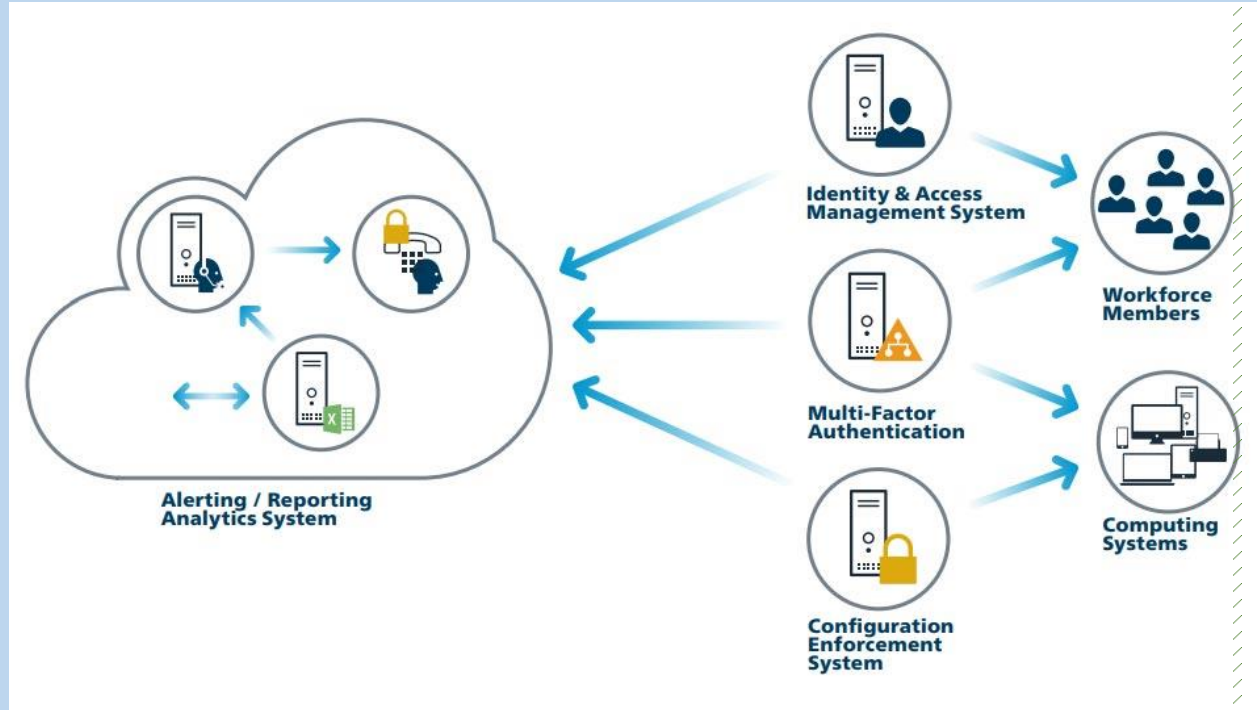 Identity & Access
Management System
Workforce
Members
Multi-Factor
Authentication
X
Alerting / Reporting
Analytics System
Computing
Systems
Configuration
Enforcement
System